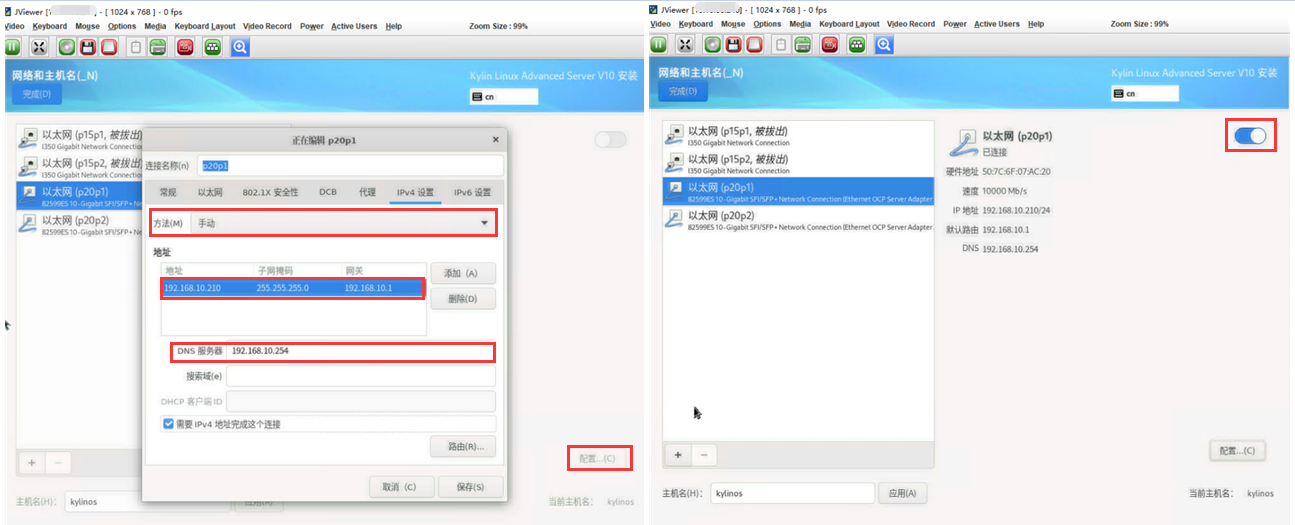 JViewer [1 - [ 1024 x 768 ] - 0 fps
Video Keyboard Mouse Options Media Keyboard Layout Video Record Power Active Users Help Zoom Size : 99%
网络和主机名(_N)
Kylin Linux Advanced Server V10 安装
完成(D)
cn
以太网 (p15p1, 被拔出)
I350 Gigabit Network Connection
以太网 (p15p2, 被拔出)
I350 Gigabit Network Connection
以太网 (p20p1)
82599ES 10-Gigabit SFI/SFP+ Ne
以太网 (p20p2)
82599ES 10-Gigabit SFI/SFP+ Ne
正在编辑 p20p1
连接名称(n) p20p1
常规 以太网 802.1X 安全性 DCB 代理 IPv4 设置 IPv6 设置
方法(M) 手动
地址
地址 子网掩码 网关
192.168.10.210 255.255.255.0 192.168.10.1
添加 (A)
删除(D)
DNS 服务器 192.168.10.254
搜索域(e)
DHCP 客户端 ID
需要 IPv4 地址完成这个连接
路由(R)...
取消 (C) 保存(S)
+ −
配置...(C)
主机名(H): kylinos 应用(A)
当前主机名: kylinos
JViewer [ - [ 1024 x 768 ] - 0 fps
Video Keyboard Mouse Options Media Keyboard Layout Video Record Power Active Users Help Zoom Size : 99%
网络和主机名(_N)
Kylin Linux Advanced Server V10 安装
完成(D)
cn
以太网 (p15p1, 被拔出)
I350 Gigabit Network Connection
以太网 (p15p2, 被拔出)
I350 Gigabit Network Connection
以太网 (p20p1)
82599ES 10-Gigabit SFI/SFP+ Network Connection (Ethernet OCP Server Adapter
以太网 (p20p2)
82599ES 10-Gigabit SFI/SFP+ Network Connection (Ethernet OCP Server Adapter
以太网 (p20p1)
已连接
硬件地址 50:7C:6F:07:AC:20
速度 10000 Mb/s
IP 地址 192.168.10.210/24
默认路由 192.168.10.1
DNS 192.168.10.254
+ −
配置...(C)
主机名(H): kylinos 应用(A)
当前主机名: kylinos